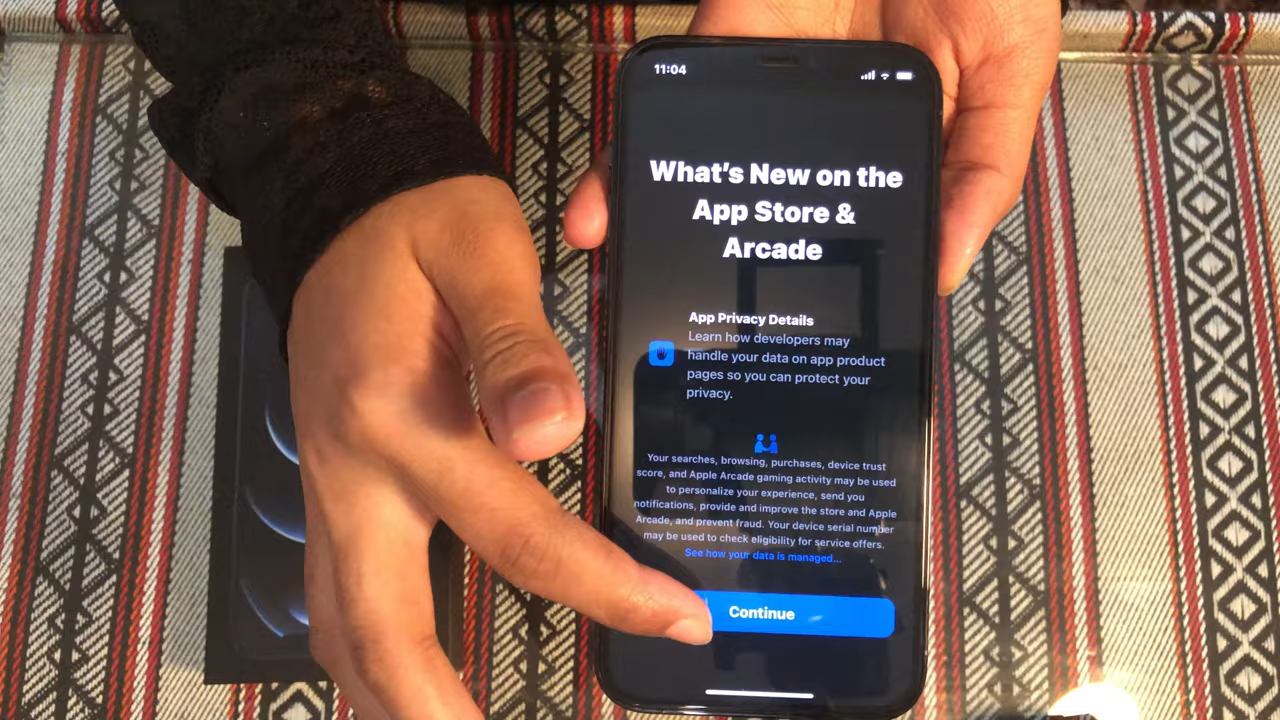 11:04
What's New on the
App Store &
Arcade
App Privacy Details
Learn how developers may
handle your data on app product
pages so you can protect your
privacy.
Your searches, browsing, purchases, device trust
score, and Apple Arcade gaming activity may be used
to personalize your experience, send you
notifications, provide and improve the store and Apple
Arcade, and prevent fraud. Your device serial number
may be used to check eligibility for service offers.
See how your data is managed...
Continue